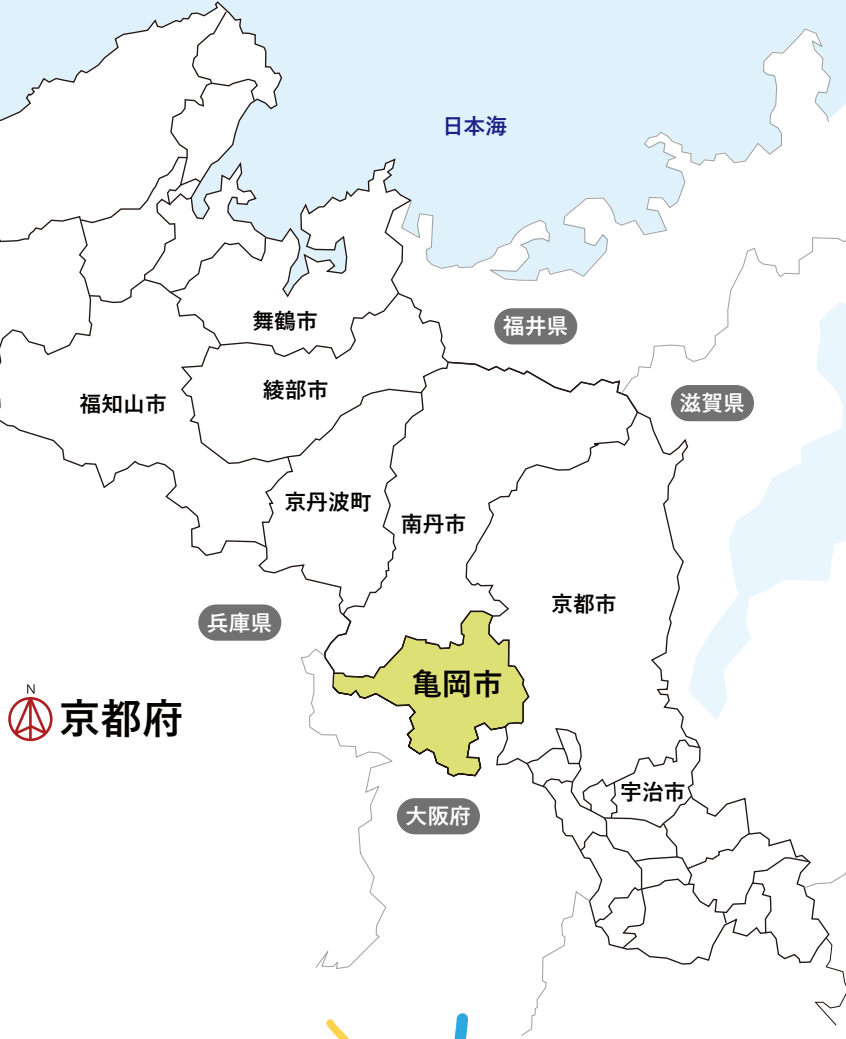 日本海
舞鶴市
福井県
綾部市
福知山市
滋賀県
京丹波町
南丹市
京都市
兵庫県
亀岡市
N
京都府
宇治市
大阪府